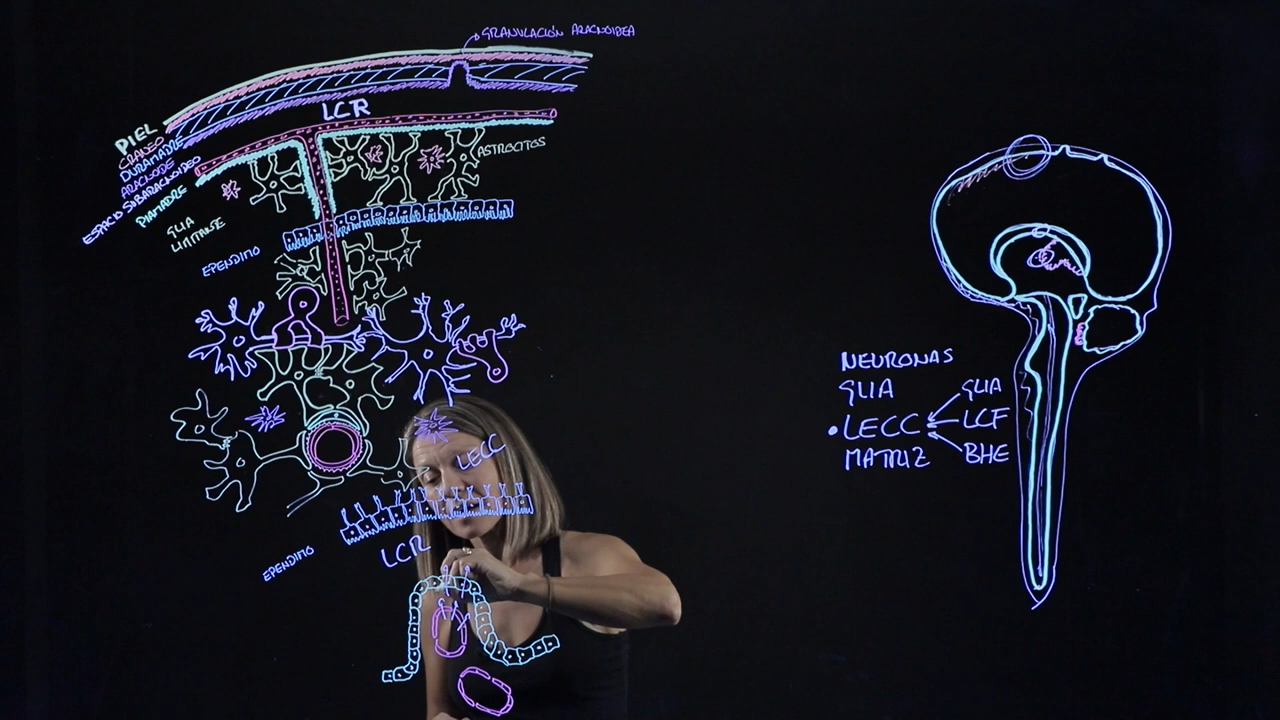 GRANULACIÓN ARACNOIDEA
LCR
PIEL
CRANEO
DURAMADRE
ARACNOIDE
ESPACIO SUBARACNOIDEO
PIAMADRE
GLIA
LIMITANTE
ASTROCITOS
EPENDIMO
LECC
LCR
EPENDIMO
NEURONAS
GLIA
• LECC
MATRIZ
GLIA
LCF
BHE